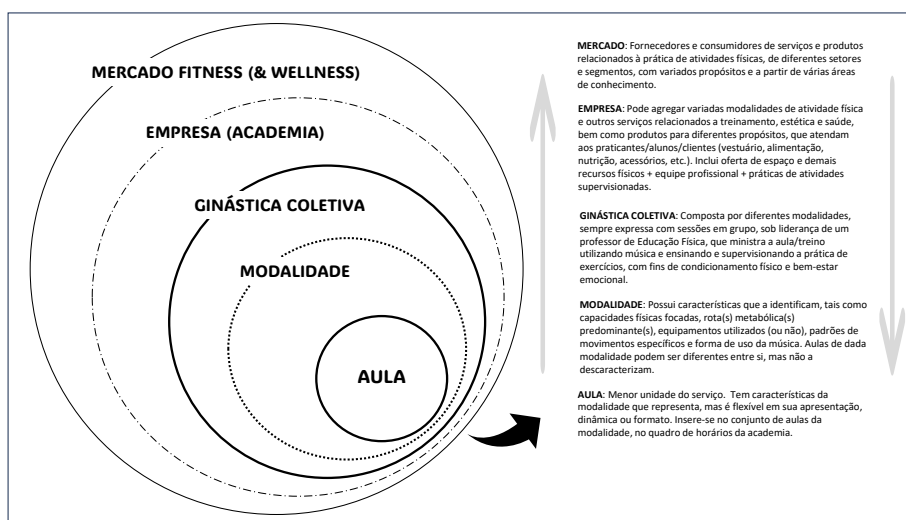 MERCADO FITNESS (& WELLNESS)
EMPRESA (ACADEMIA)
GINÁSTICA COLETIVA
MODALIDADE
AULA
MERCADO: Fornecedores e consumidores de serviços e produtos
relacionados à prática de atividades físicas, de diferentes setores
e segmentos, com variados propósitos e a partir de várias áreas
de conhecimento.
EMPRESA: Pode agregar variadas modalidades de atividade física
e outros serviços relacionados a treinamento, estética e saúde,
bem como produtos para diferentes propósitos, que atendam
aos praticantes/alunos/clientes (vestuário, alimentação,
nutrição, acessórios, etc.). Inclui oferta de espaço e demais
recursos físicos + equipe profissional + práticas de atividades
supervisionadas.
GINÁSTICA COLETIVA: Composta por diferentes modalidades,
sempre expressa com sessões em grupo, sob liderança de um
professor de Educação Física, que ministra a aula/treino
utilizando música e ensinando e supervisionando a prática de
exercícios, com fins de condicionamento físico e bem-estar
emocional.
MODALIDADE: Possui características que a identificam, tais como
capacidades físicas focadas, rota(s) metabólica(s)
predominante(s), equipamentos utilizados (ou não), padrões de
movimentos específicos e forma de uso da música. Aulas de dada
modalidade podem ser diferentes entre si, mas não a
descaracterizam.
AULA: Menor unidade do serviço. Tem características da
modalidade que representa, mas é flexível em sua apresentação,
dinâmica ou formato. Insere-se no conjunto de aulas da
modalidade, no quadro de horários da academia.